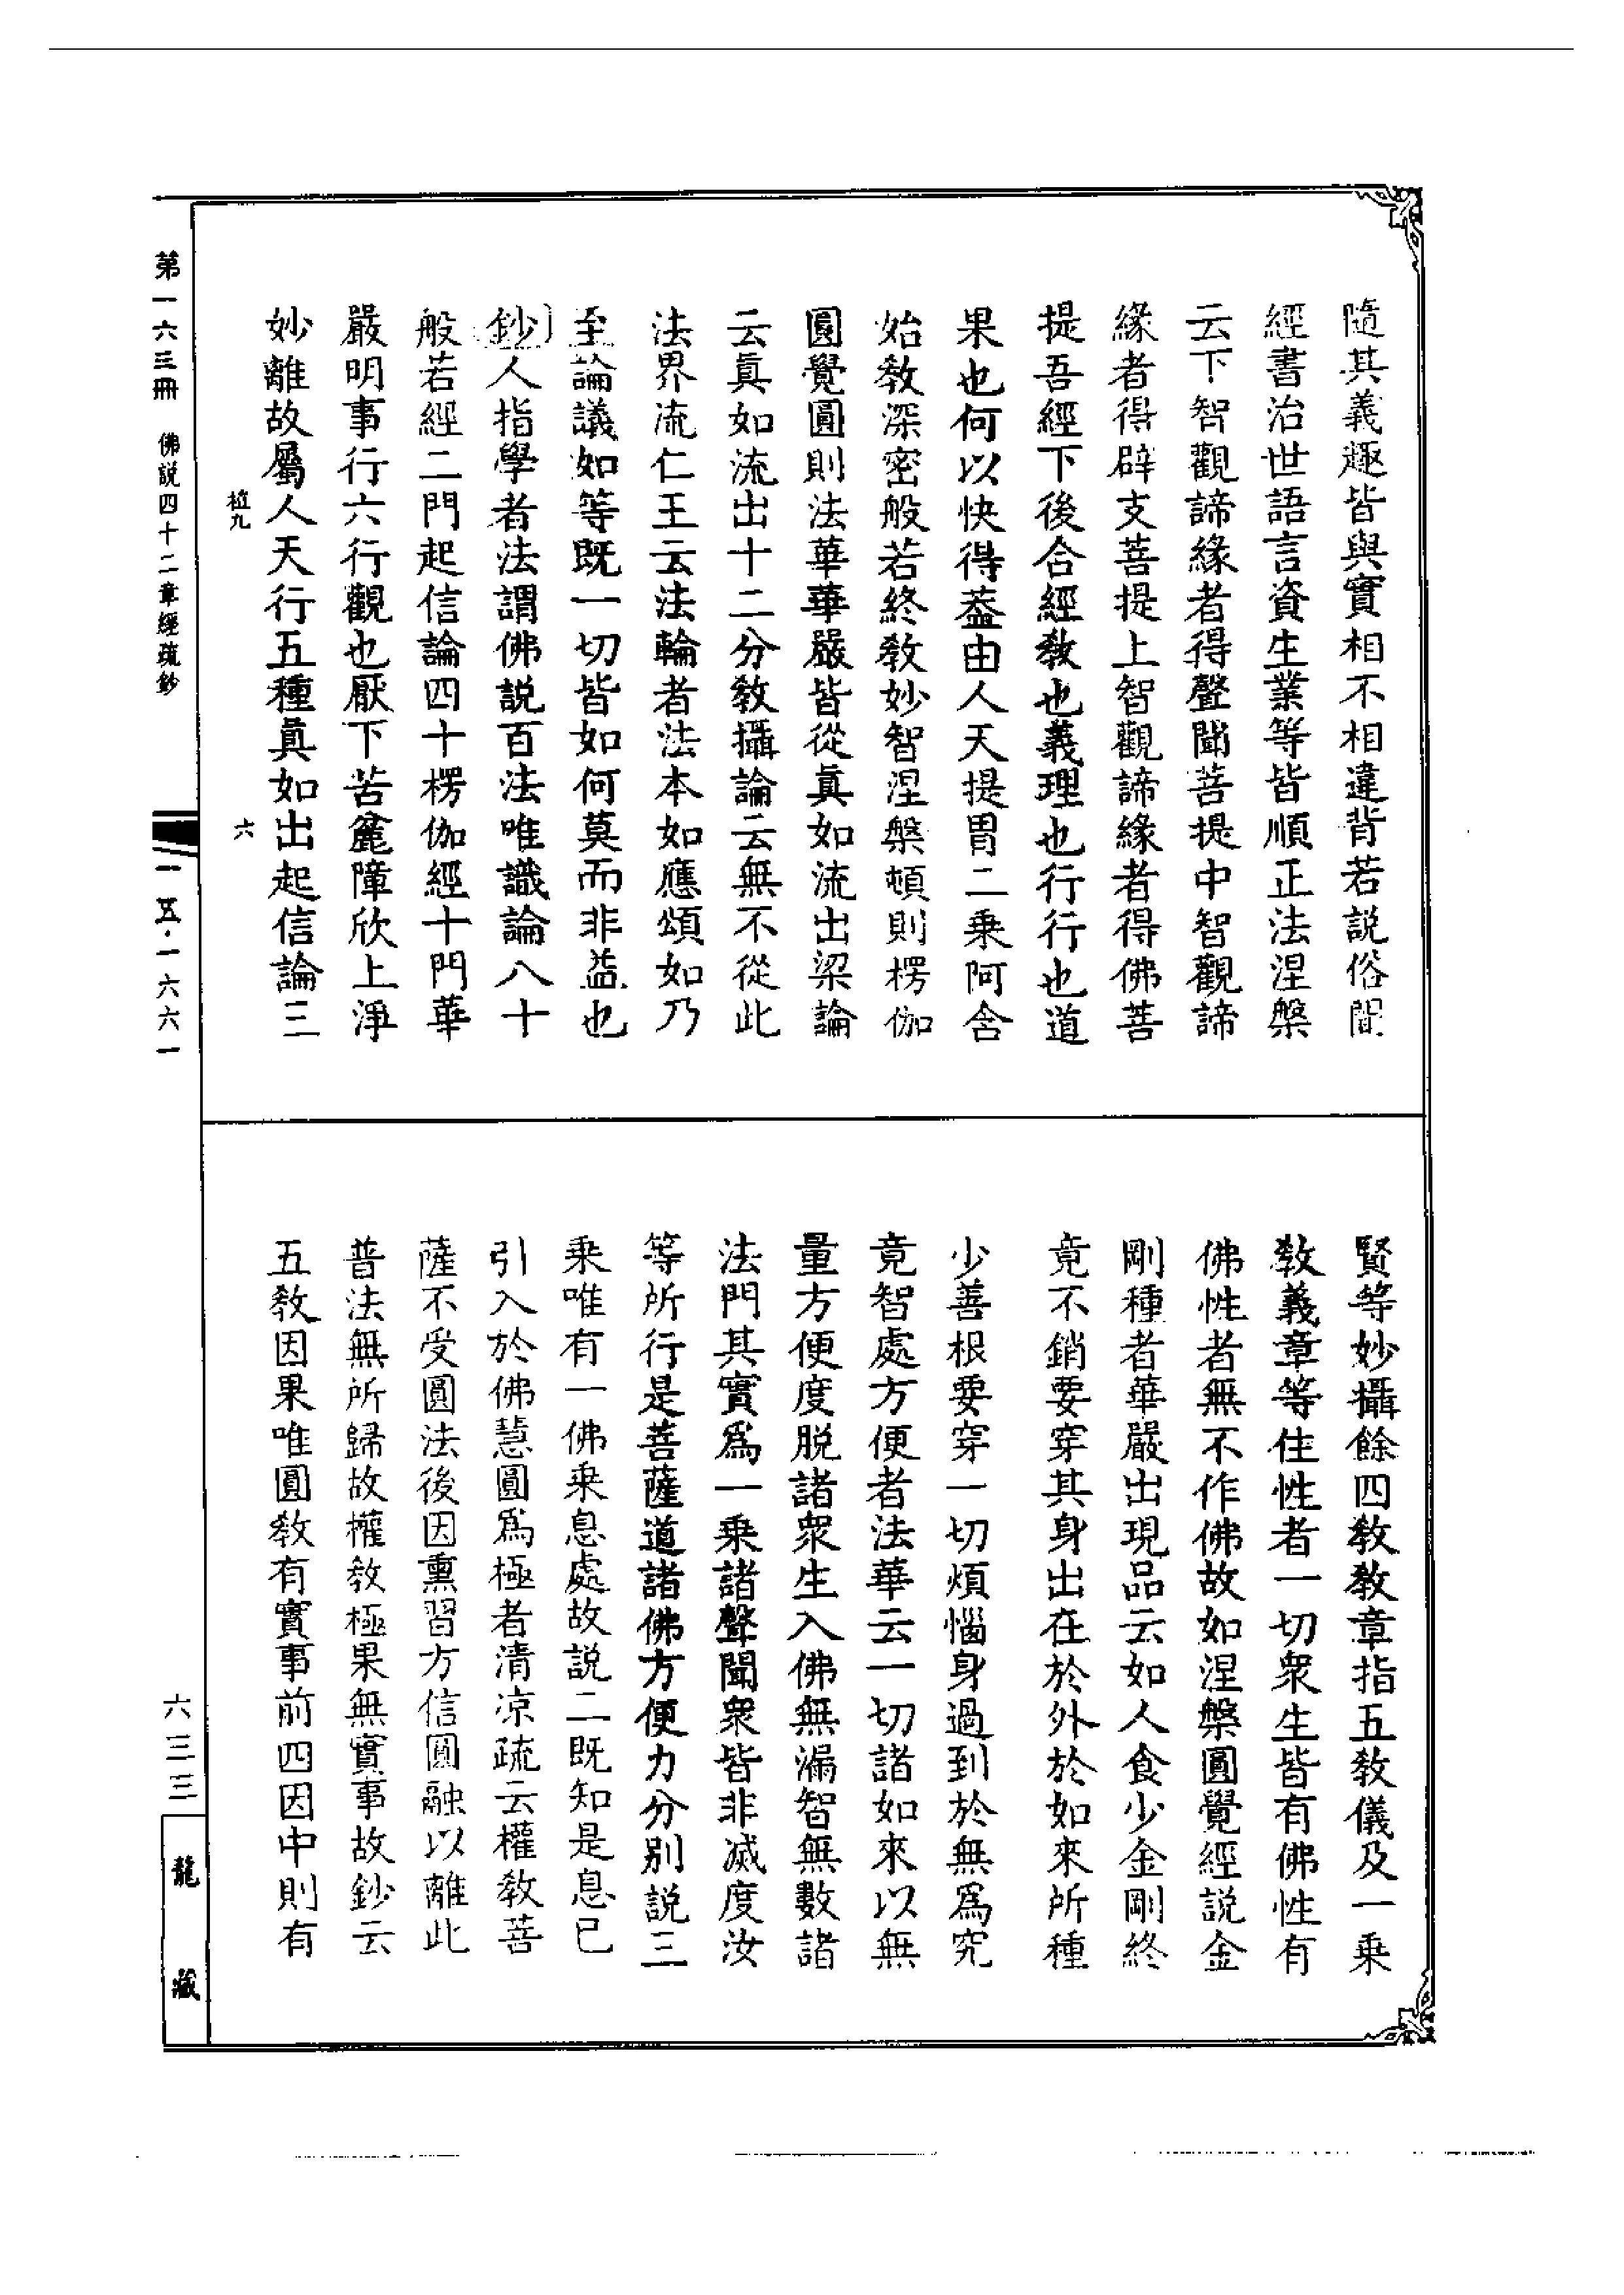 隨其義趣皆與實相不相違背若説俗間
經書治世語言資生業等皆順正法涅槃
云下智觀諦緣者得聲聞菩提中智觀諦
緣者得辟支菩提上智觀諦緣者得佛菩
提吾經下後合經敎也義理也行行也道
果也何以快得葢由人天提胃二乘阿含
始敎深密般若終敎妙智涅槃頓則楞伽
圓覺圓則法華華嚴皆從眞如流出梁論
云眞如流出十二分敎攝論云無不從此
法界流仁王云法輪者法本如應頌如乃
至論議如等既一切皆如何莫而非益也
鈔人指學者法謂佛説百法唯識論八十
般若經二門起信論四十楞伽經十門華
嚴明事行六行觀也厭下苦麄障欣上淨
妙離故屬人天行五種眞如出起信論三
賢等妙攝餘四敎敎章指五敎儀及一乘
敎義章等住性者一切衆生皆有佛性有
佛性者無不作佛故如涅槃圓覺經説金
剛種者華嚴出現品云如人食少金剛終
竟不銷要穿其身出在於外於如來所種
少善根要穿一切煩惱身過到於無爲究
竟智處方便者法華云一切諸如來以無
量方便度脱諸衆生入佛無漏智無數諸
法門其實爲一乘諸聲聞衆皆非滅度汝
等所行是菩薩道諸佛方便力分別説三
乘唯有一佛乘息處故説二既知是息已
引入於佛慧圓爲極者清凉疏云權敎菩
薩不受圓法後因熏習方信圓融以離此
普法無所歸故權敎極果無實事故鈔云
五敎因果唯圓敎有實事前四因中則有
植九
六
第一六三冊 佛説四十二章經疏鈔
一五·一六六一
六三三
龍藏